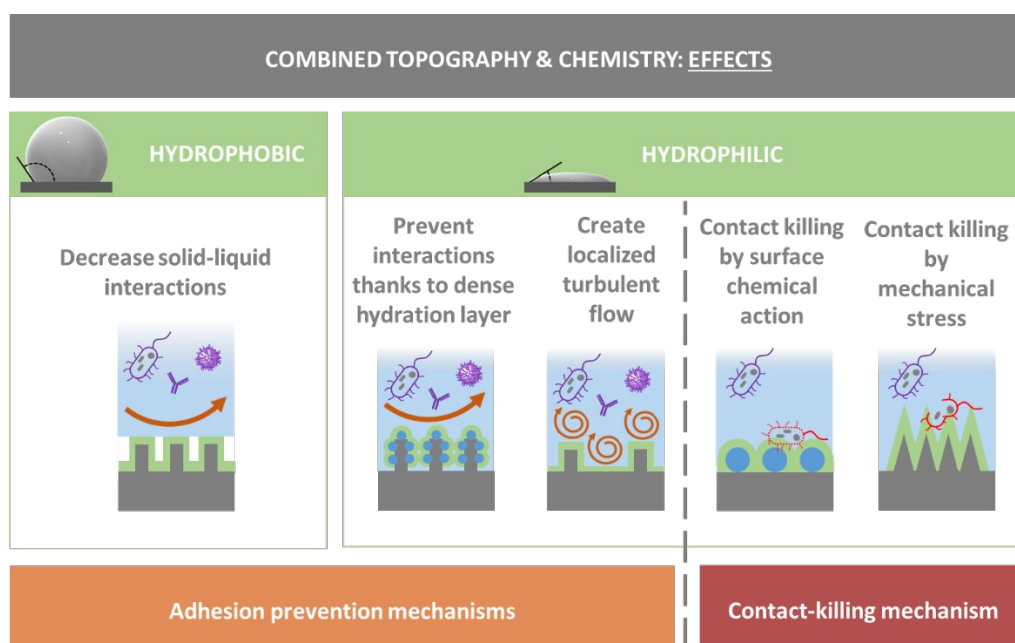 COMBINED TOPOGRAPHY & CHEMISTRY: EFFECTS
HYDROPHOBIC
Decrease solid-liquid
interactions
HYDROPHILIC
Prevent
interactions
thanks to dense
hydration layer
Create
localized
turbulent
flow
Contact killing
by surface
chemical
action
Contact killing
by
mechanical
stress
Adhesion prevention mechanisms
Contact-killing mechanism